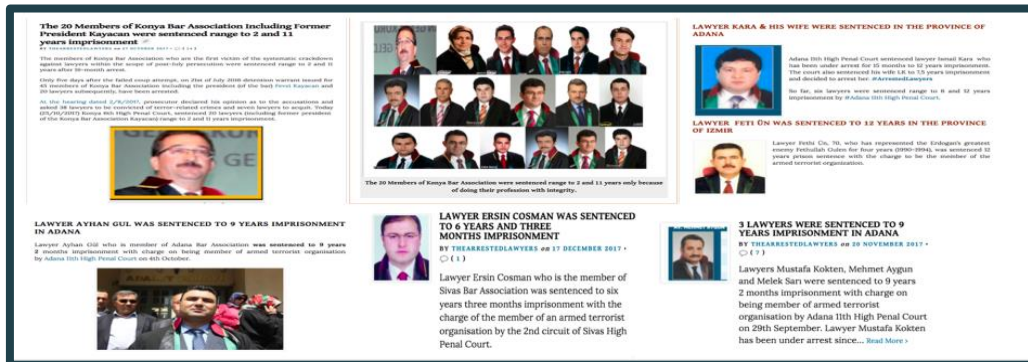 The 20 Members of Konya Bar Association Including Former
President Kayacan were sentenced range to 2 and 11
years imprisonment
BY THEARRESTEDLAWYERS on 17 OCTOBER 2017 •
The members of Konya Bar Association who are the first victim of the systematic crackdown
against lawyers within the scope of post-July persecution were sentenced range to 2 and 11
years after 19-month arrest.
Only five days after the failed coup attempt, on 21st of July 2016 detention warrant issued for
members of Konya Bar Association including the president (of the bar) Fevzi Kayacan and
20 lawyers subsequently, have been arrested.
At the hearing dated 2/8/2017, prosecutor declared his opinion as to the accusations and
asked 38 lawyers to be convicted of terror-related crimes and seven lawyers to acquit. Today
Konya 9th High Penal Court, sentenced 20 lawyers (including former president
of the Konya Bar Association Kayacan) range to 2 and 11 years imprisonment.
The 20 Members of Konya Bar Association were sentenced range to 2 and 11 years only because
of doing their profession with integrity.
LAWYER KARA & HIS WIFE WERE SENTENCED IN THE PROVINCE OF
ADANA
Adana 11th High Penal Court sentenced lawyer Ismail Kara who
has been under arrest for 15 months to 12 years imprisonment.
The court also sentenced his wife I.K to 7,5 years imprisonment
and decided to arrest her #ArrestedLawyers
So far, six lawyers were sentenced range to 8 and 12 years
imprisonment by #Adana 11th High Penal Court.
LAWYER FETI ÜN WAS SENTENCED TO 12 YEARS IN THE PROVINCE
OF IZMIR
Lawyer Fethi Ün, 70, who has represented the Erdogan's greatest
enemy Fethullah Gulen for four years (1990-1994), was sentenced 12
years prison sentence with the charge to be the member of the
armed terrorist organisation.
LAWYER AYHAN GUL WAS SENTENCED TO 9 YEARS IMPRISONMENT
IN ADANA
Lawyer Ayhan Gül who is member of Adana Bar Association was sentenced to 9 years
2 months imprisonment with charge on being member of armed terrorist organisation
by Adana 11th High Penal Court on 4th October.
LAWYER ERSIN COSMAN WAS SENTENCED
TO 6 YEARS AND THREE
MONTHS IMPRISONMENT
BY THEARRESTEDLAWYERS on 17 DECEMBER 2017 •
( 1 )
Lawyer Ersin Cosman who is the member of
Sivas Bar Association was sentenced to six
years three months imprisonment with the
charge of the member of an armed terrorist
organisation by the 2nd circuit of Sivas High
Penal Court.
3 LAWYERS WERE SENTENCED TO 9
YEARS IMPRISONMENT IN ADANA
BY THEARRESTEDLAWYERS on 20 NOVEMBER 2017 •
( 7 )
Lawyers Mustafa Kokten, Mehmet Aygun
and Melek Sarı were sentenced to 9 years
2 months imprisonment with charge on
being member of armed terrorist
organisation by Adana 11th High Penal Court
on 29th September. Lawyer Mustafa Kokten
has been under arrest since... Read More ›